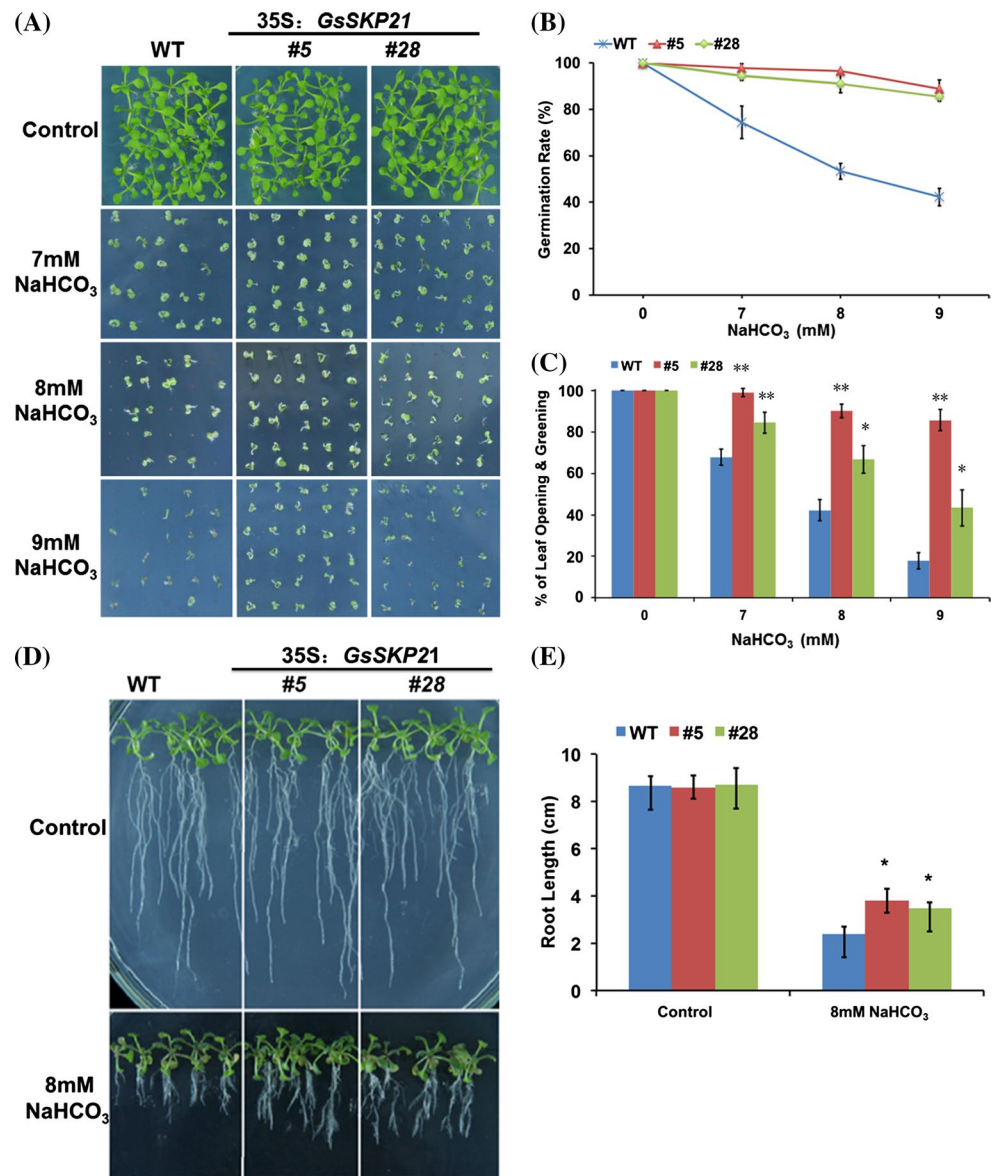 (A)
35S: GsSKP21
WT #5 #28
Control
7mM
NaHCO₃
8mM
NaHCO₃
9mM
NaHCO₃
(B)
WT #5 #28
Germination Rate (%)
100
80
60
40
20
0
0 7 8 9
NaHCO₃ (mM)
(C)
WT #5 #28
% of Leaf Opening & Greening
100
80
60
40
20
0
** ** ** * ** *
0 7 8 9
NaHCO₃ (mM)
(D)
35S: GsSKP21
WT #5 #28
Control
8mM
NaHCO₃
(E)
WT #5 #28
Root Length (cm)
10
8
6
4
2
0
* *
Control 8mM NaHCO₃